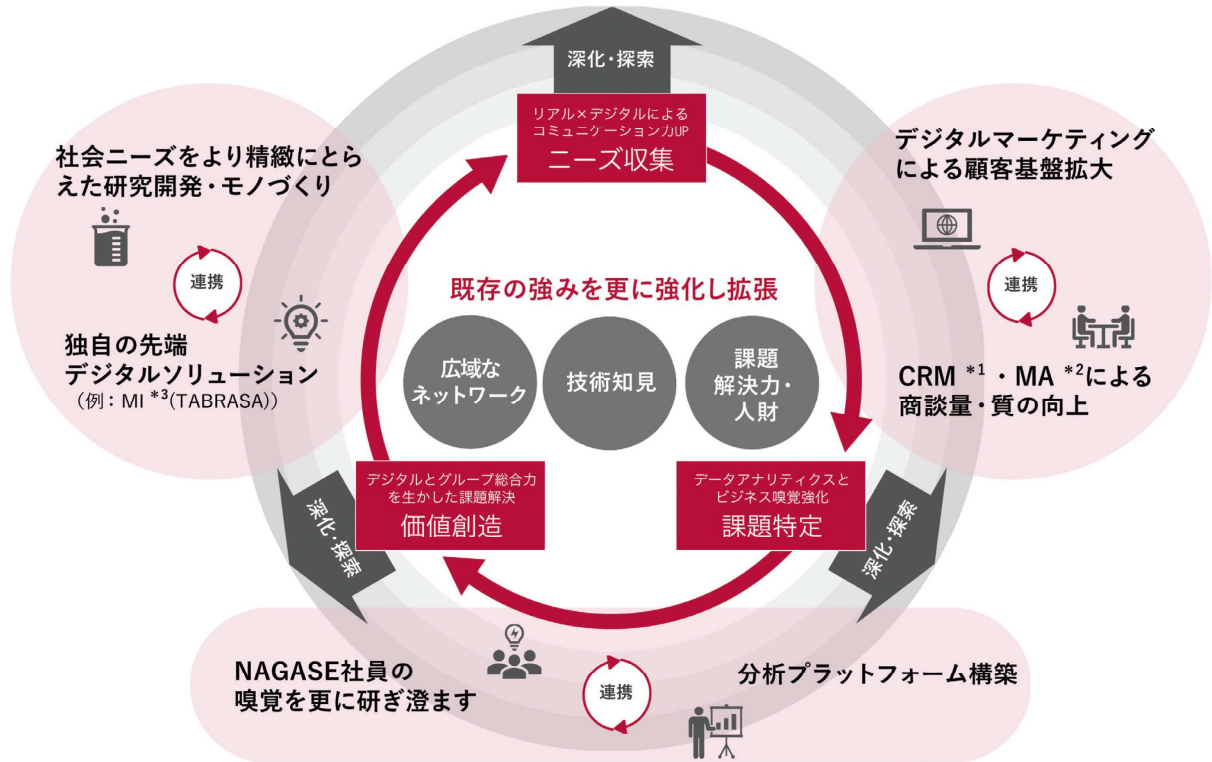 深化・探索
リアル×デジタルによる
コミュニケーション力UP
ニーズ収集
社会ニーズをより精緻にとら
えた研究開発・モノづくり
連携
独自の先端
デジタルソリューション
（例：MI *3(TABRASA)）
デジタルマーケティング
による顧客基盤拡大
連携
CRM *1 ・MA *2による
商談量・質の向上
既存の強みを更に強化し拡張
広域な
ネットワーク
技術知見
課題
解決力・
人財
デジタルとグループ総合力
を生かした課題解決
価値創造
データアナリティクスと
ビジネス嗅覚強化
課題特定
深化・探索
深化・探索
NAGASE社員の
嗅覚を更に研ぎ澄ます
連携
分析プラットフォーム構築